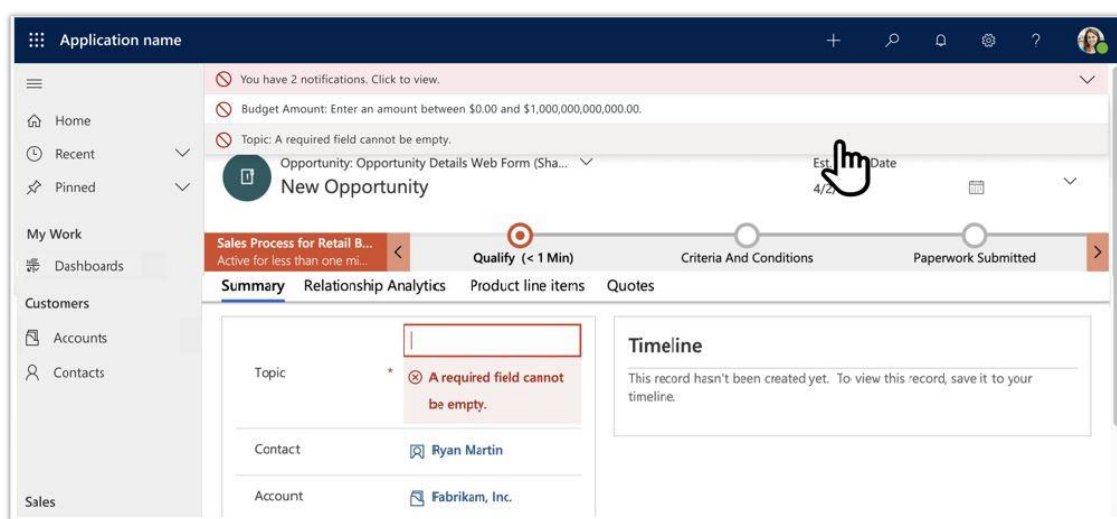 Application name
You have 2 notifications. Click to view.
Budget Amount: Enter an amount between $0.00 and $1,000,000,000,000.00.
Topic: A required field cannot be empty.
Home
Recent
Pinned
My Work
Dashboards
Customers
Accounts
Contacts
Sales
Opportunity: Opportunity Details Web Form (Sha...
New Opportunity
Est. Date
4/2/
Sales Process for Retail B...
Active for less than one mi...
Qualify (< 1 Min)
Criteria And Conditions
Paperwork Submitted
Summary Relationship Analytics Product line items Quotes
Topic *
A required field cannot
be empty.
Contact Ryan Martin
Account Fabrikam, Inc.
Timeline
This record hasn't been created yet. To view this record, save it to your
timeline.